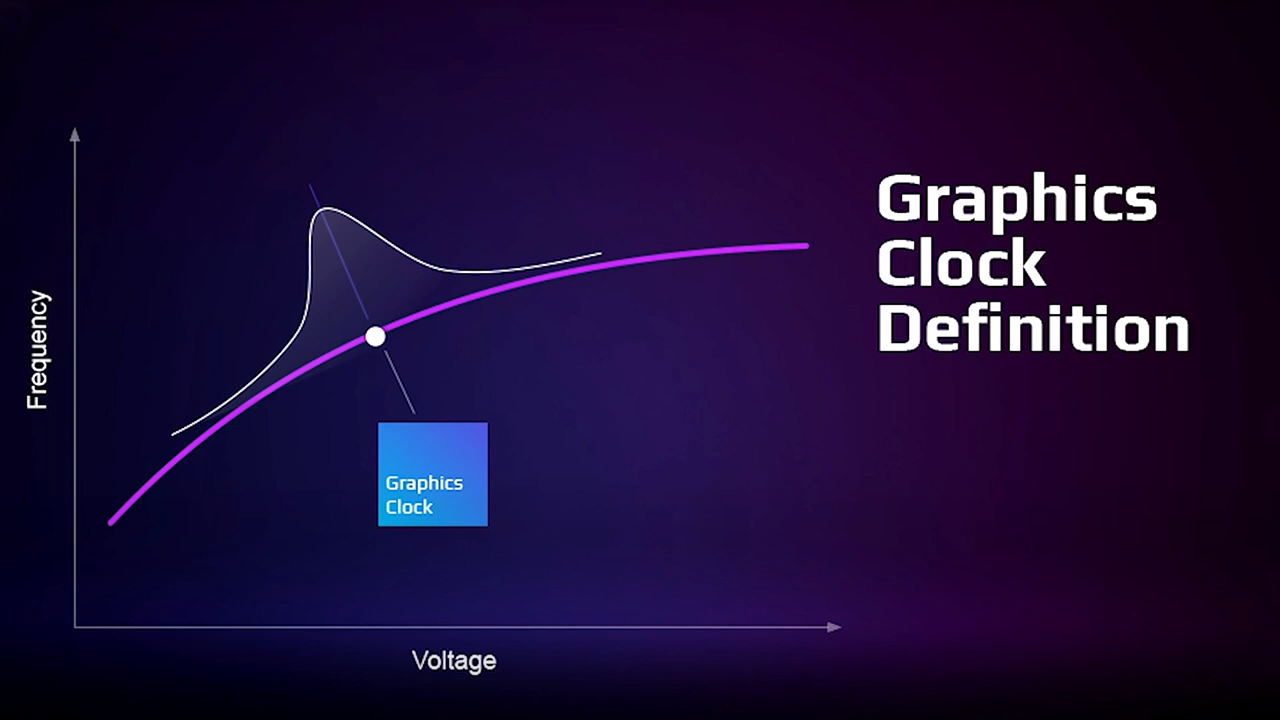 Graphics
Clock
Definition
Frequency
Graphics
Clock
Voltage